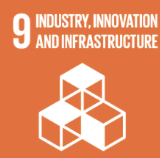 9 INDUSTRY, INNOVATION
AND INFRASTRUCTURE